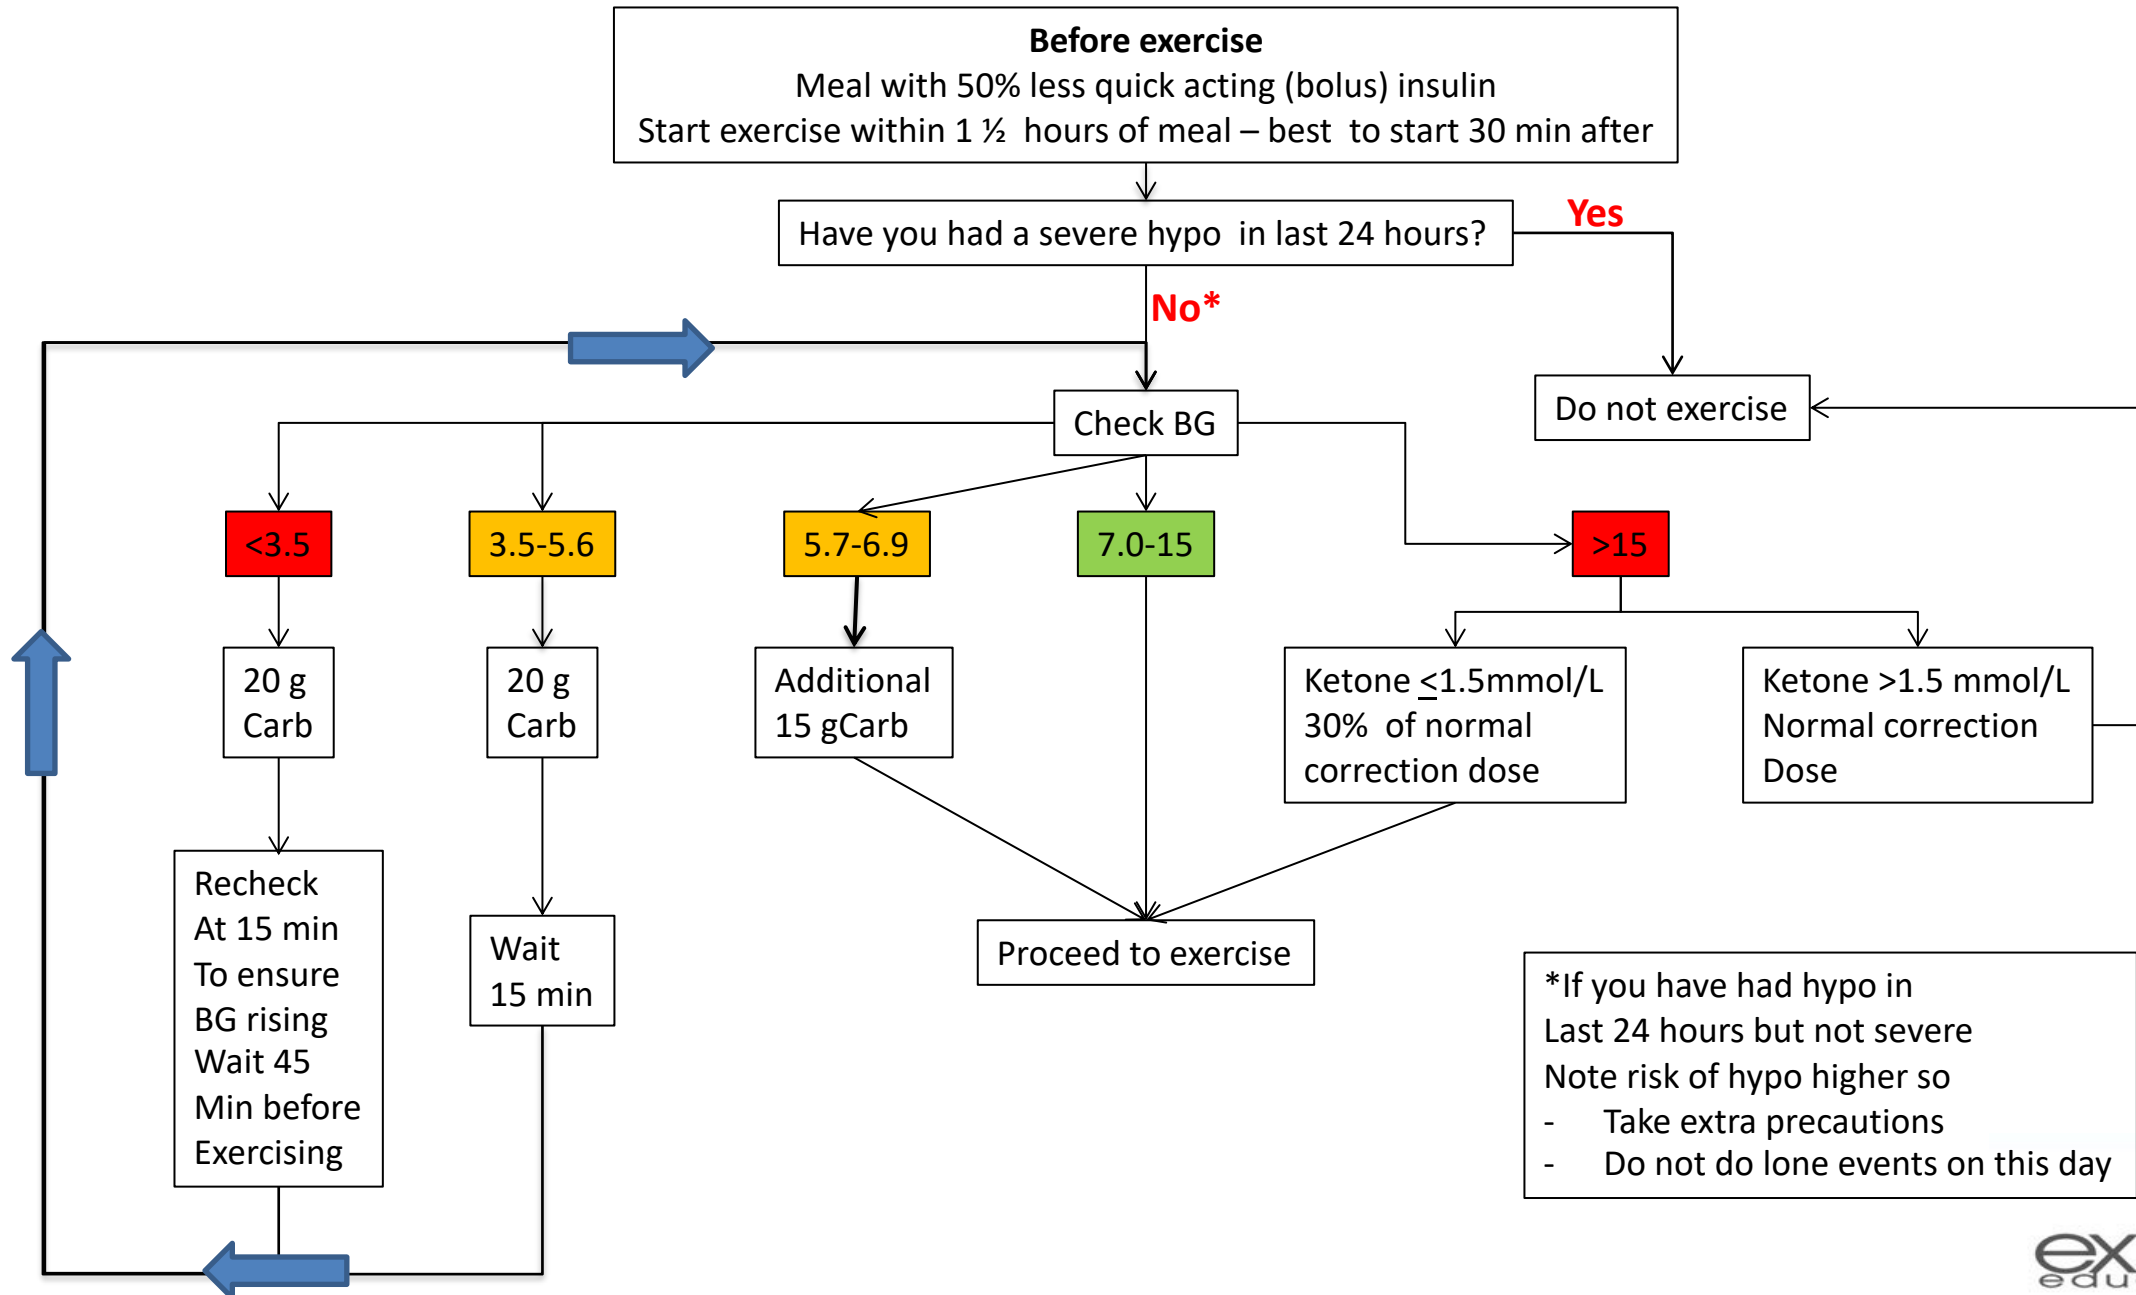 Before exercise
Meal with 50% less quick acting (bolus) insulin
Start exercise within 1 ½ hours of meal – best to start 30 min after
Have you had a severe hypo in last 24 hours?
Yes
No*
Do not exercise
Check BG
<3.5
3.5-5.6
5.7-6.9
7.0-15
>15
20 g
Carb
20 g
Carb
Additional
15 gCarb
Ketone <1.5mmol/L
30% of normal
correction dose
Ketone >1.5 mmol/L
Normal correction
Dose
Recheck
At 15 min
To ensure
BG rising
Wait 45
Min before
Exercising
Wait
15 min
Proceed to exercise
*If you have had hypo in
Last 24 hours but not severe
Note risk of hypo higher so
- Take extra precautions
- Do not do lone events on this day
ex
edu